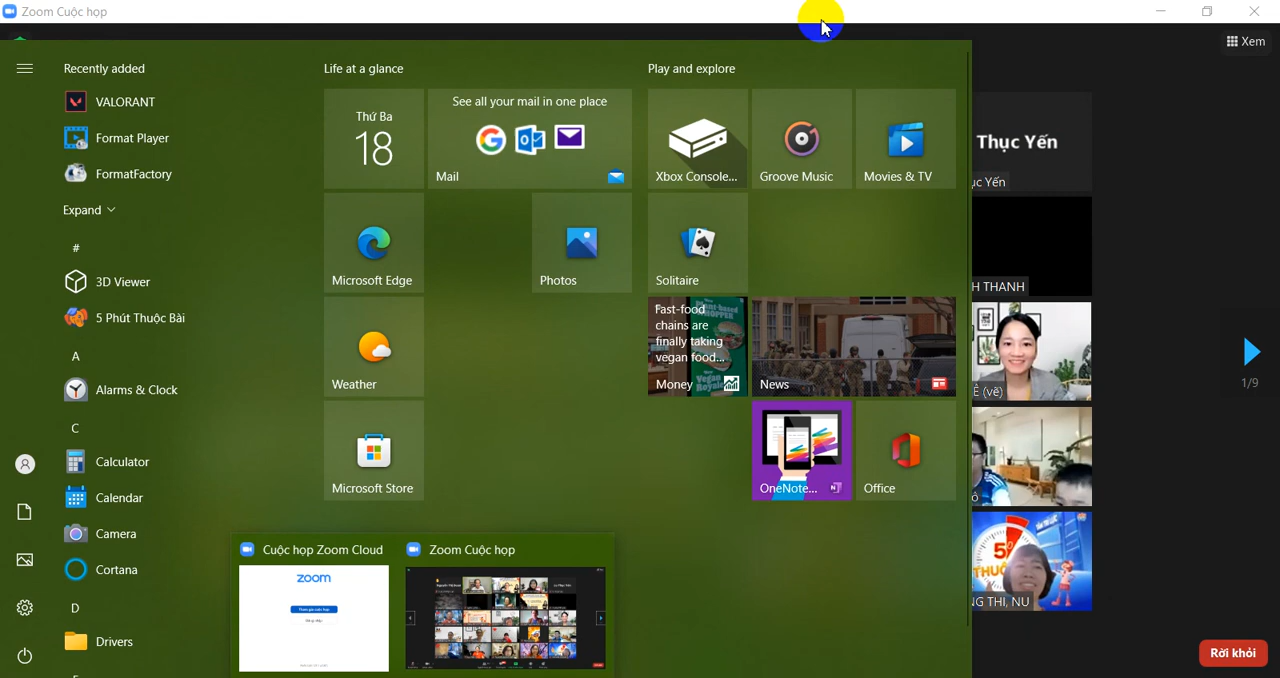 Zoom Cuộc họp
Xem
Recently added
VALORANT
Format Player
FormatFactory
Expand
#
3D Viewer
5 Phút Thuộc Bài
A
Alarms & Clock
C
Calculator
Calendar
Camera
Cortana
D
Drivers
Life at a glance
Thứ Ba
18
See all your mail in one place
Mail
Microsoft Edge
Photos
Weather
Microsoft Store
Play and explore
Xbox Console...
Groove Music
Movies & TV
Solitaire
Fast-food
chains are
finally taking
vegan food...
Money
News
OneNote...
Office
Cuộc họp Zoom Cloud
zoom
Zoom Cuộc họp
Thục Yến
ục Yến
H THANH
Ẻ (vẽ)
NG THI, NU
1/9
Rời khỏi